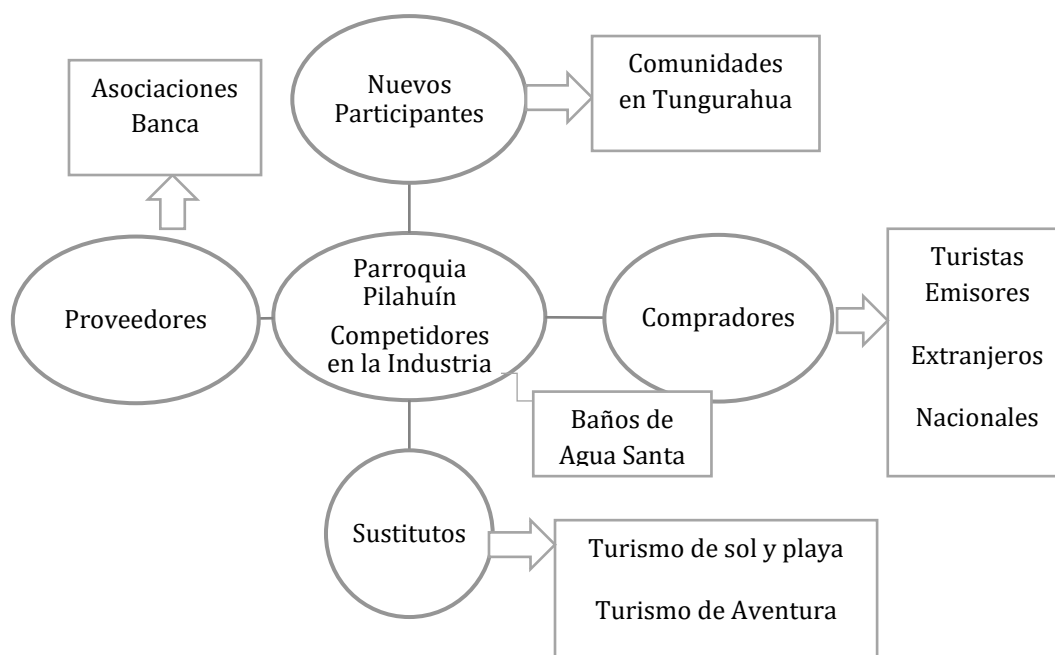 Nuevos
Participantes
Comunidades
en Tungurahua
Asociaciones
Banca
Proveedores
Parroquia
Pilahuín
Competidores
en la Industria
Compradores
Turistas
Emisores
Extranjeros
Nacionales
Baños de
Agua Santa
Sustitutos
Turismo de sol y playa
Turismo de Aventura